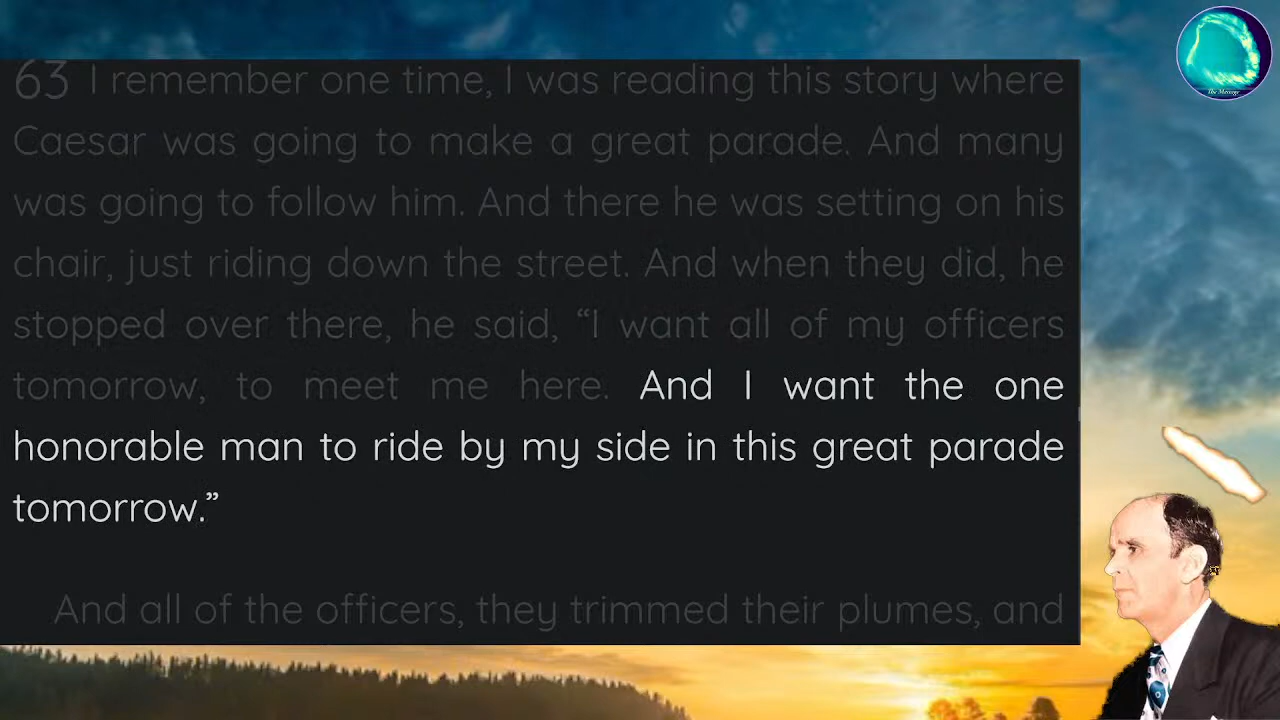 63 I remember one time, I was reading this story where
Caesar was going to make a great parade. And many
was going to follow him. And there he was setting on his
chair, just riding down the street. And when they did, he
stopped over there, he said, “I want all of my officers
tomorrow, to meet me here. And I want the one
honorable man to ride by my side in this great parade
tomorrow.”
And all of the officers, they trimmed their plumes, and
The Message